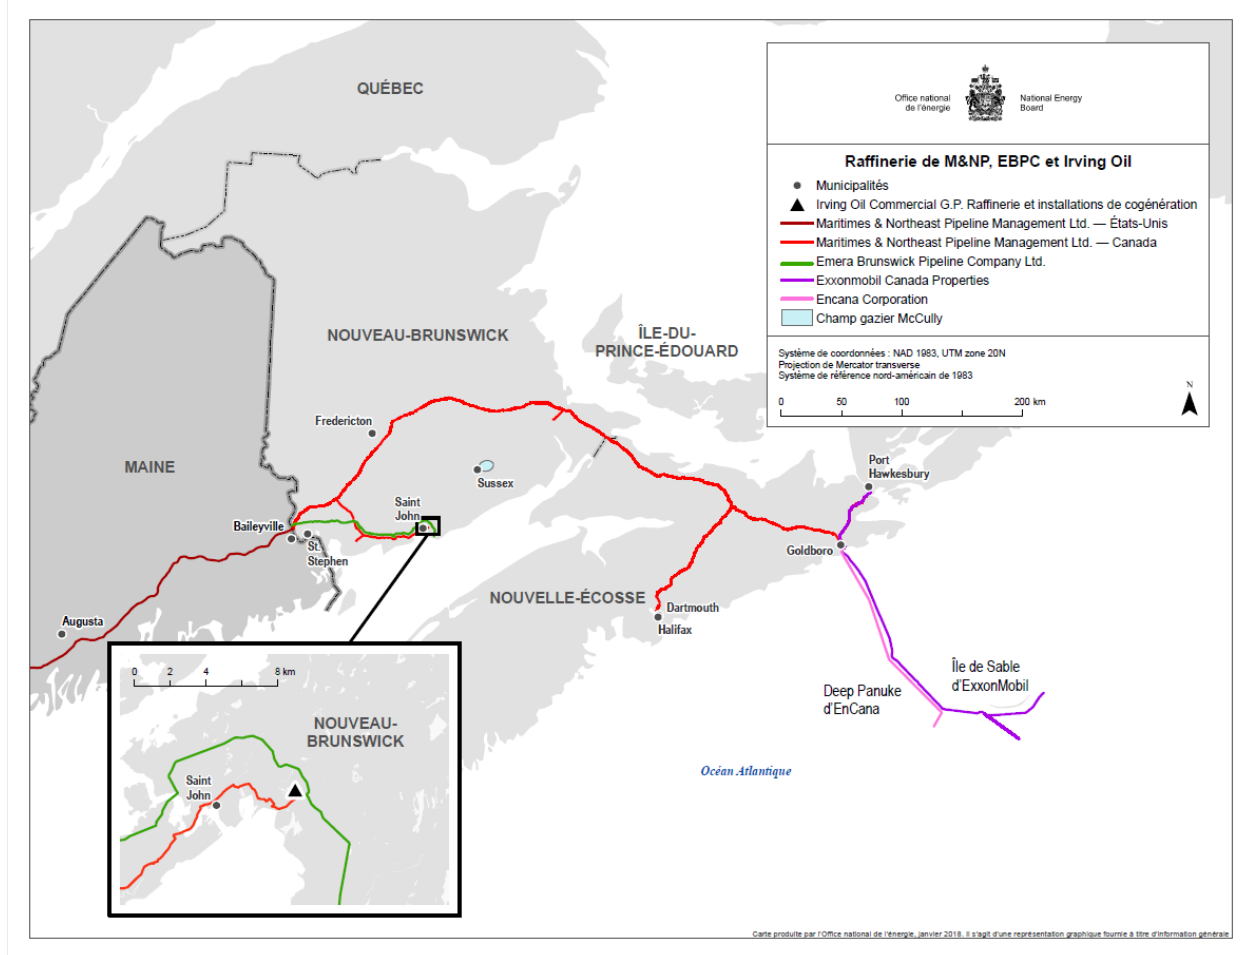 QUÉBEC
Office national
de l'énergie
National Energy
Board
Raffinerie de M&NP, EBPC et Irving Oil
Municipalités
Irving Oil Commercial G.P. Raffinerie et installations de cogénération
Maritimes & Northeast Pipeline Management Ltd. — États-Unis
Maritimes & Northeast Pipeline Management Ltd. — Canada
Emera Brunswick Pipeline Company Ltd.
Exxonmobil Canada Properties
Encana Corporation
Champ gazier McCully
Système de coordonnées : NAD 1983, UTM zone 20N
Projection de Mercator transverse
Système de référence nord-américain de 1983
0 50 100 200 km
N
NOUVEAU-BRUNSWICK
ÎLE-DU-
PRINCE-ÉDOUARD
Fredericton
MAINE
Sussex
Port
Hawkesbury
Saint
John
Baileyville
St.
Stephen
Goldboro
NOUVELLE-ÉCOSSE
Dartmouth
Halifax
Augusta
Île de Sable
d'ExxonMobil
Deep Panuke
d'EnCana
Océan Atlantique
0 2 4 8 km
NOUVEAU-
BRUNSWICK
Saint
John
Carte produite par l'Office national de l'énergie, janvier 2018. Il s'agit d'une représentation graphique fournie à titre d'information générale